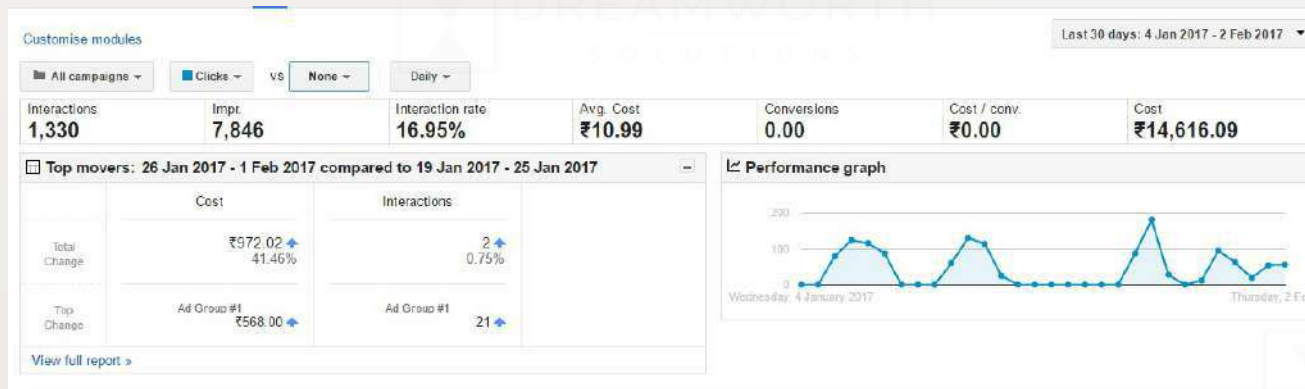 DREAMWORTH
SOLUTIONS
Customise modules
Last 30 days: 4 Jan 2017 - 2 Feb 2017
All campaigns
Clicks
VS
None
Daily
Interactions
1,330
Impr.
7,846
Interaction rate
16.95%
Avg. Cost
₹10.99
Conversions
0.00
Cost / conv.
₹0.00
Cost
₹14,616.09
Top movers: 26 Jan 2017 - 1 Feb 2017 compared to 19 Jan 2017 - 25 Jan 2017
Cost
Interactions
Total
Change
₹972.02
41.46%
2
0.75%
Top
Change
Ad Group #1
₹568.00
Ad Group #1
21
View full report »
Performance graph
200
100
0
Wednesday, 4 January 2017
Thursday, 2 Fe